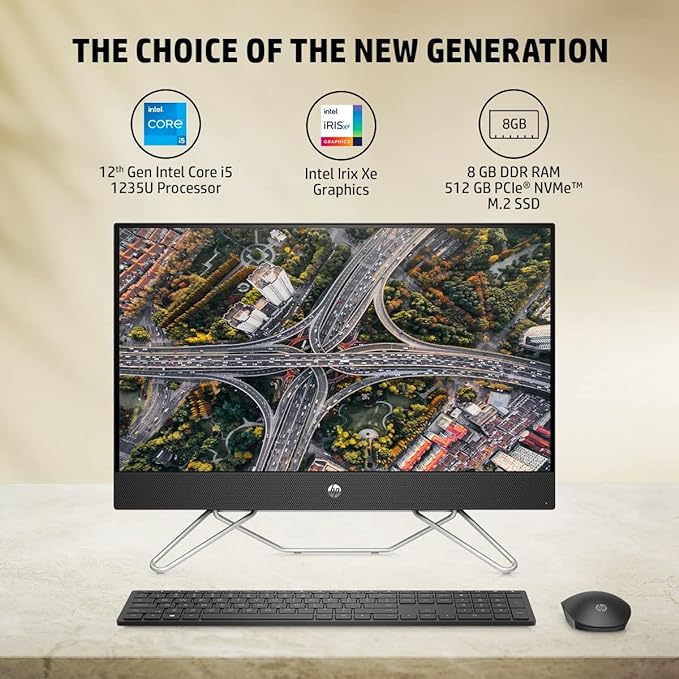 THE CHOICE OF THE NEW GENERATION
intel
CORE
i5
12th Gen Intel Core i5
1235U Processor
intel
iRISxe
GRAPHICS
Intel Irix Xe
Graphics
8GB
8 GB DDR RAM
512 GB PCIe® NVMe™
M.2 SSD
hp
hp